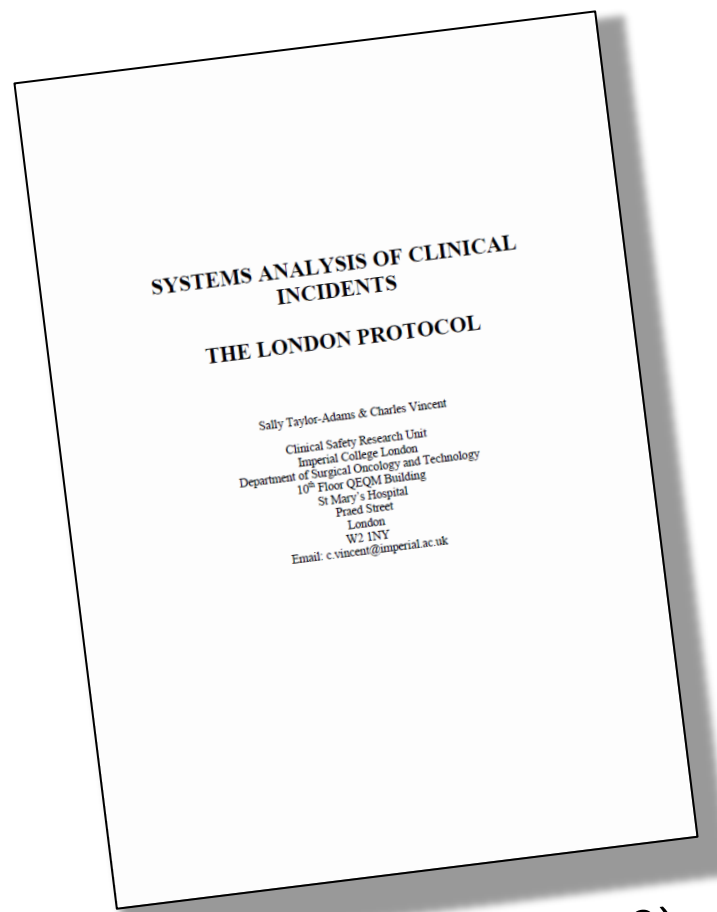 SYSTEMS ANALYSIS OF CLINICAL
INCIDENTS
THE LONDON PROTOCOL
Sally Taylor-Adams & Charles Vincent
Clinical Safety Research Unit
Imperial College London
Department of Surgical Oncology and Technology
10th Floor QEQM Building
St Mary's Hospital
Praed Street
London
W2 1NY
Email: c.vincent@imperial.ac.uk